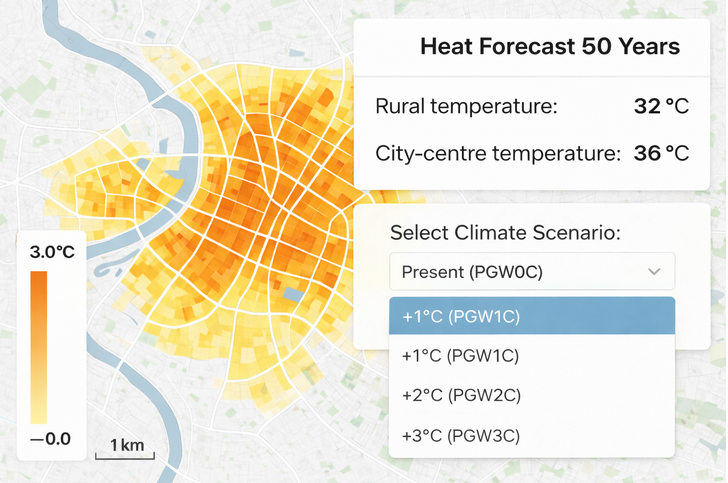 Heat Forecast 50 Years
Rural temperature: 32 °C
City-centre temperature: 36 °C
Select Climate Scenario:
Present (PGW0C)
+1°C (PGW1C)
+1°C (PGW1C)
+2°C (PGW2C)
+3°C (PGW3C)
3.0°C
—0.0
1 km